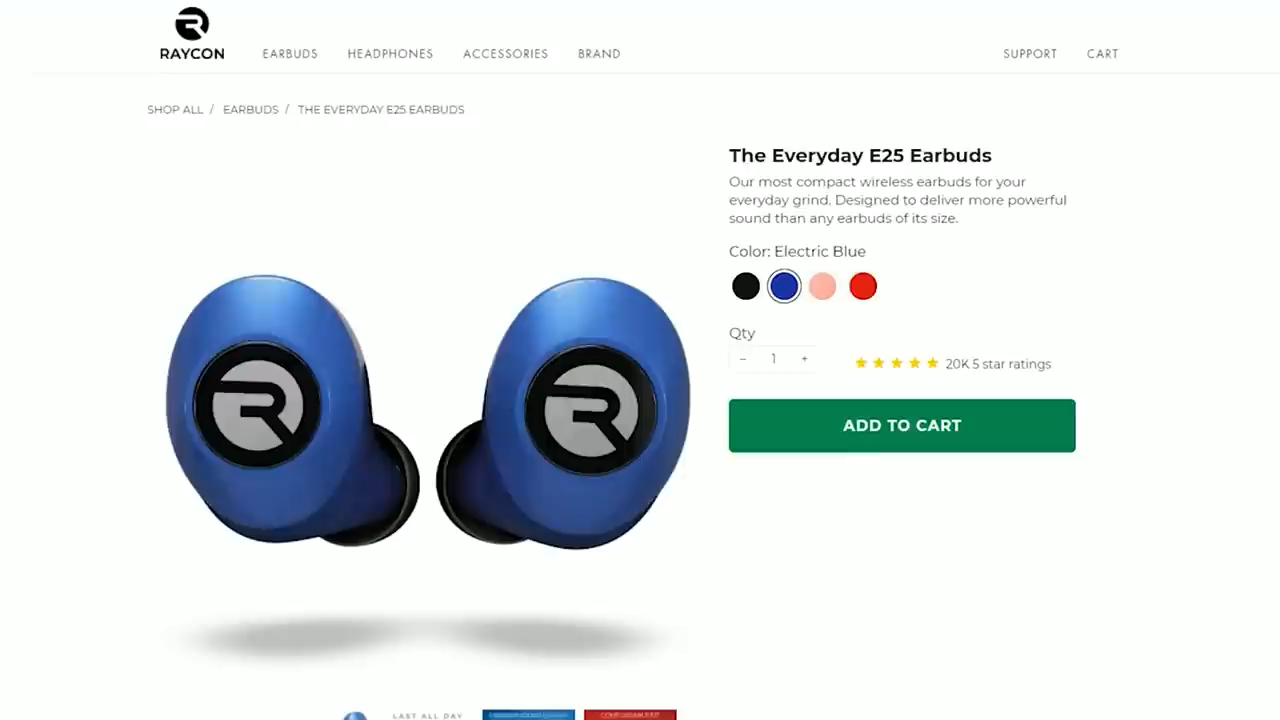 RAYCON
EARBUDS
HEADPHONES
ACCESSORIES
BRAND
SUPPORT
CART
SHOP ALL / EARBUDS / THE EVERYDAY E25 EARBUDS
The Everyday E25 Earbuds
Our most compact wireless earbuds for your
everyday grind. Designed to deliver more powerful
sound than any earbuds of its size.
Color: Electric Blue
Qty
− 1 +
20K 5 star ratings
ADD TO CART
LAST ALL DAY